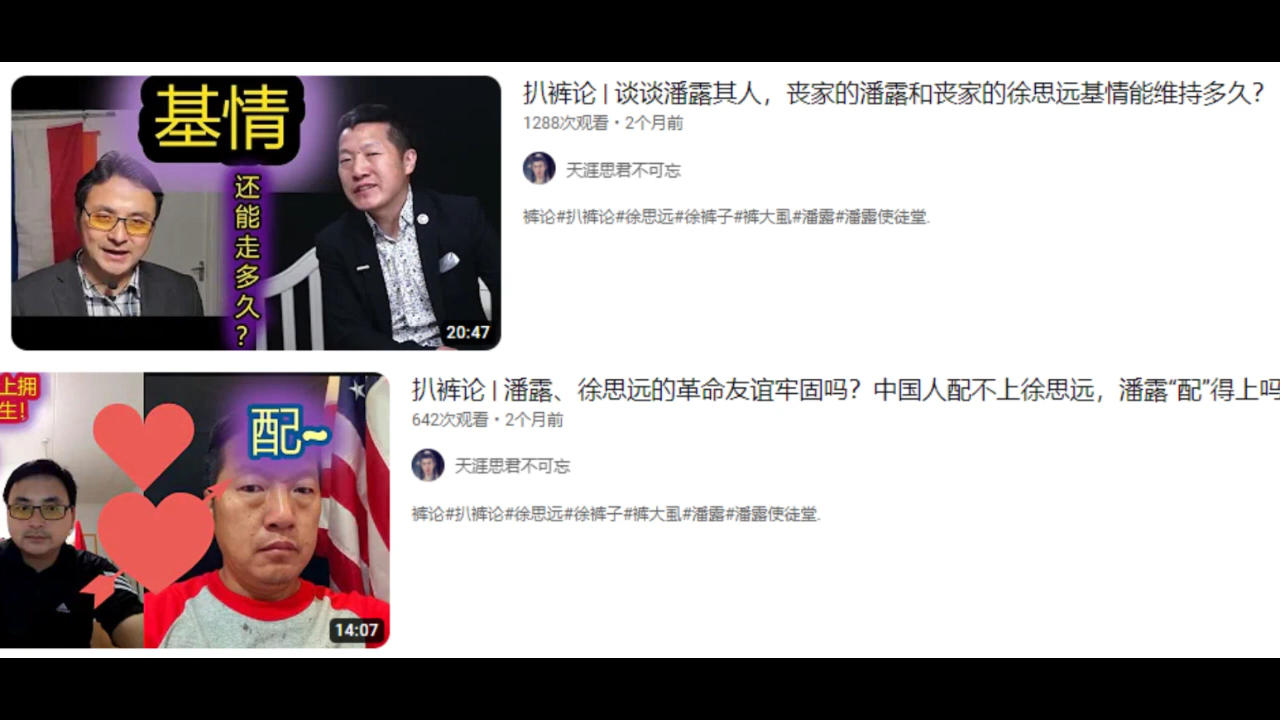 基情
还能走多久?
20:47
扒裤论 | 谈谈潘露其人，丧家的潘露和丧家的徐思远基情能维持多久?
1288次观看・2个月前
天涯思君不可忘
裤论#扒裤论#徐思远#徐裤子#裤大虱#潘露#潘露使徒堂.
上拥
生!
配~
14:07
扒裤论 | 潘露、徐思远的革命友谊牢固吗？中国人配不上徐思远，潘露“配”得上吗
642次观看・2个月前
天涯思君不可忘
裤论#扒裤论#徐思远#徐裤子#裤大虱#潘露#潘露使徒堂.